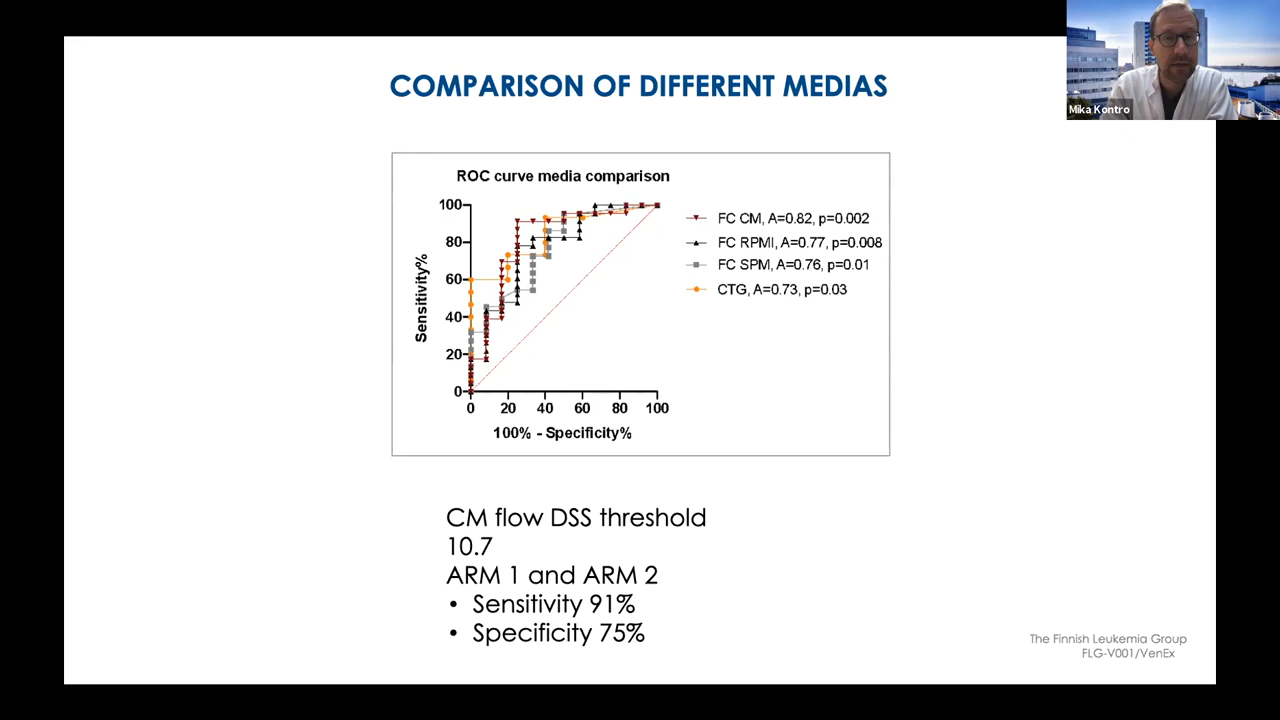 COMPARISON OF DIFFERENT MEDIAS
Mika Kontro
ROC curve media comparison
Sensitivity%
100
80
60
40
20
0
0 20 40 60 80 100
100% - Specificity%
FC CM, A=0.82, p=0.002
FC RPMI, A=0.77, p=0.008
FC SPM, A=0.76, p=0.01
CTG, A=0.73, p=0.03
CM flow DSS threshold
10.7
ARM 1 and ARM 2
• Sensitivity 91%
• Specificity 75%
The Finnish Leukemia Group
FLG-V001/VenEx